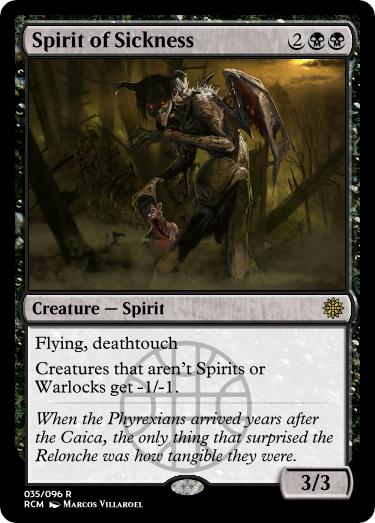 Spirit of Sickness 2
Creature — Spirit
Flying, deathtouch
Creatures that aren't Spirits or
Warlocks get -1/-1.
When the Phyrexians arrived years after
the Caica, the only thing that surprised the
Relonche was how tangible they were.
3/3
035/096 R
RCM Marcos Villaroel